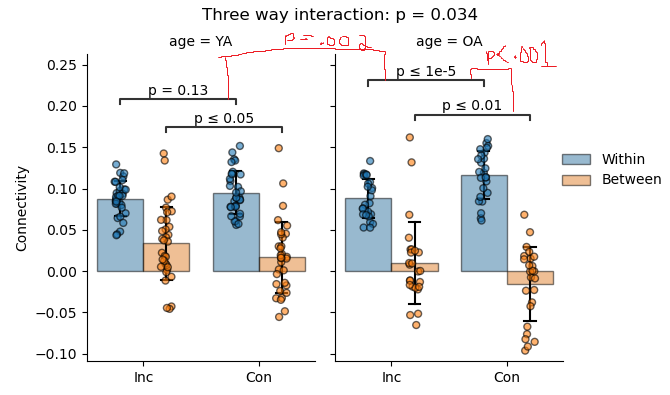 Three way interaction: p = 0.034
age = YA
P = .002
age = OA
p<.001
0.25
0.20
0.15
0.10
0.05
0.00
−0.05
−0.10
Connectivity
p = 0.13
p ≤ 0.05
p ≤ 1e-5
p ≤ 0.01
Within
Between
Inc
Con
Inc
Con